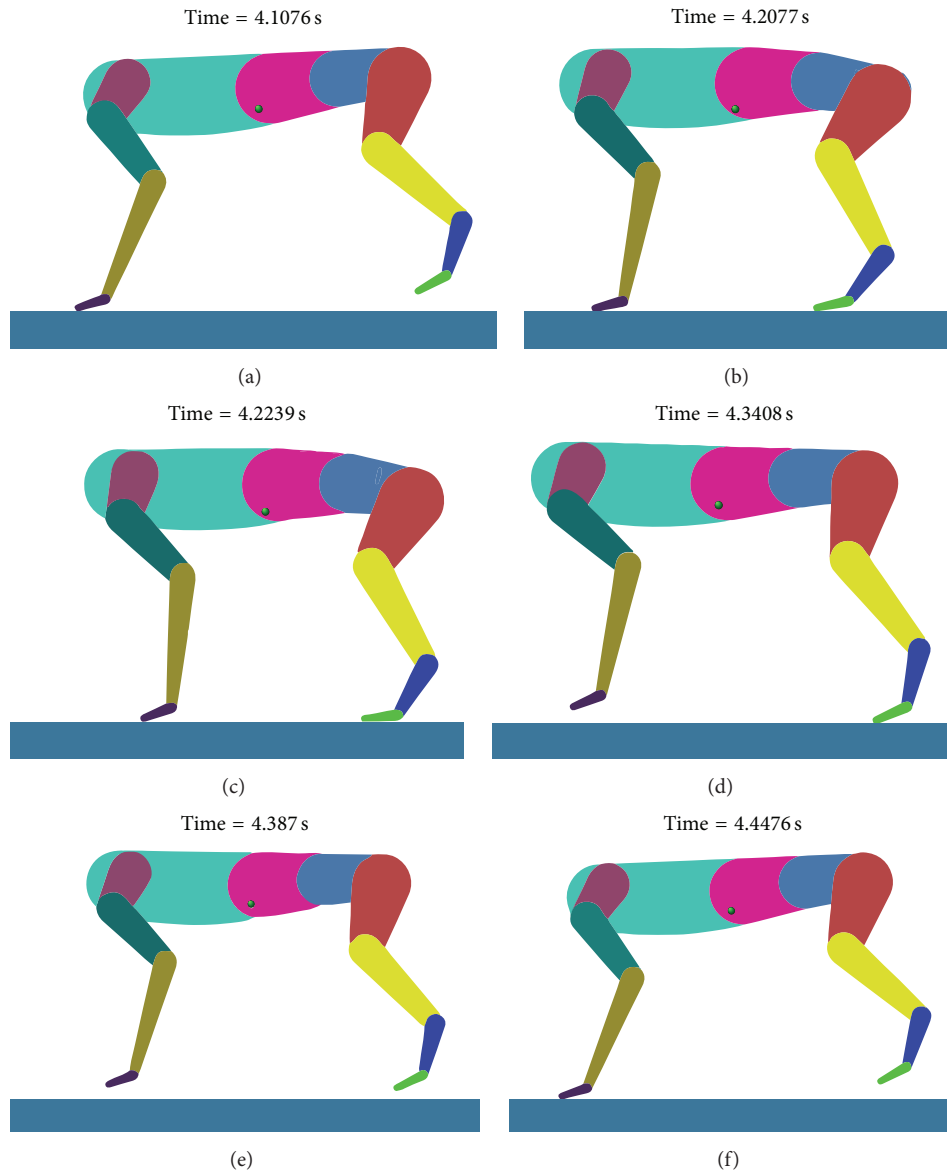 Time = 4.1076 s
Time = 4.2077 s
(a)
(b)
Time = 4.2239 s
Time = 4.3408 s
(c)
(d)
Time = 4.387 s
Time = 4.4476 s
(e)
(f)